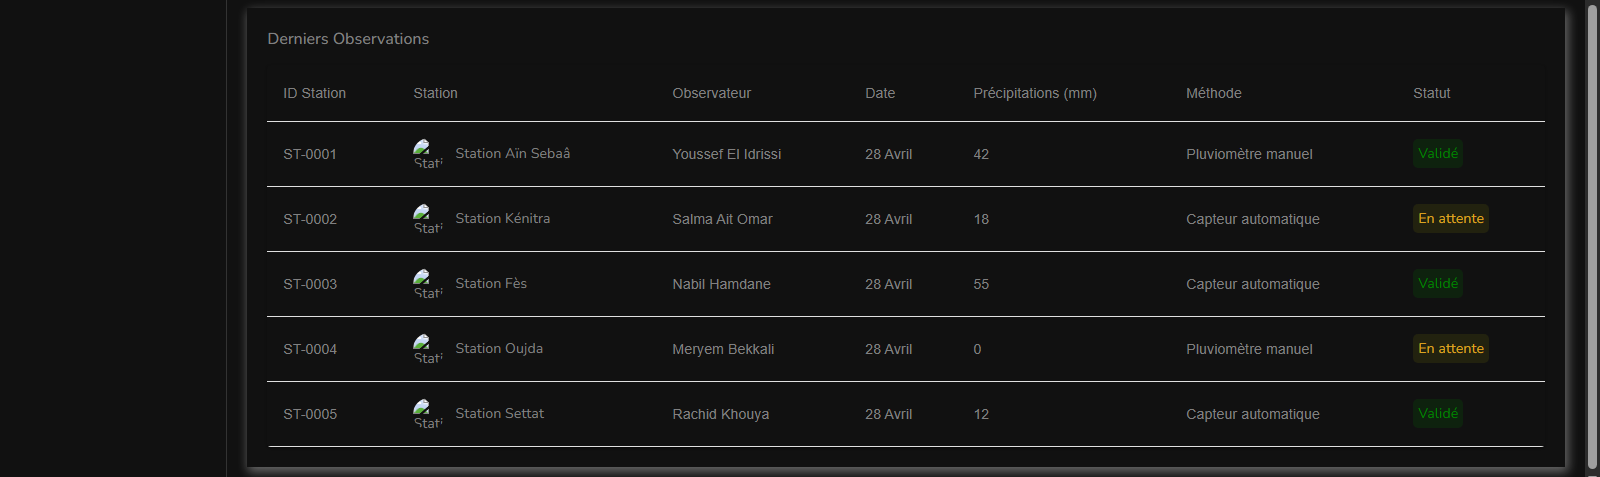 Derniers Observations
ID Station Station Observateur Date Précipitations (mm) Méthode Statut
ST-0001 Stati Station Aïn Sebaâ Youssef El Idrissi 28 Avril 42 Pluviomètre manuel Validé
ST-0002 Stati Station Kénitra Salma Ait Omar 28 Avril 18 Capteur automatique En attente
ST-0003 Stati Station Fès Nabil Hamdane 28 Avril 55 Capteur automatique Validé
ST-0004 Stati Station Oujda Meryem Bekkali 28 Avril 0 Pluviomètre manuel En attente
ST-0005 Stati Station Settat Rachid Khouya 28 Avril 12 Capteur automatique Validé